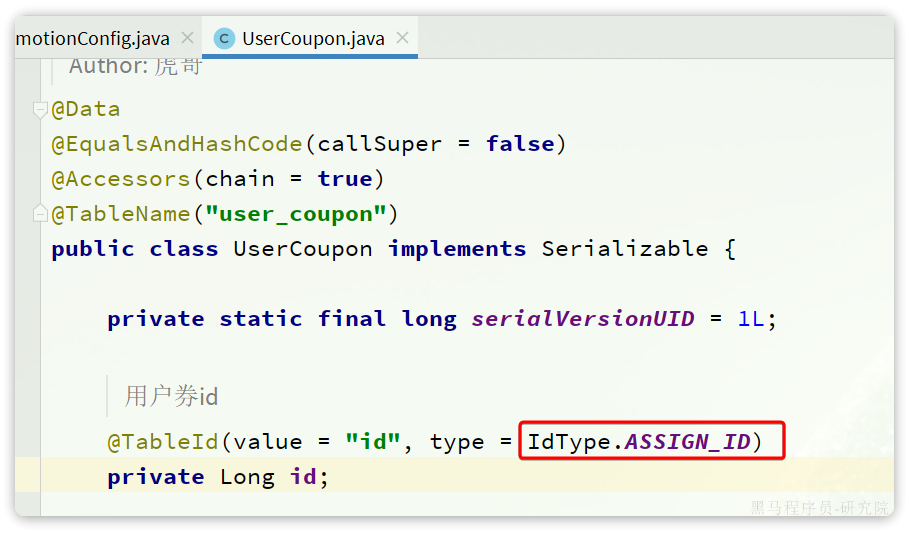 motionConfig.java × C UserCoupon.java ×
Author: 虎哥
@Data
@EqualsAndHashCode(callSuper = false)
@Accessors(chain = true)
@TableName("user_coupon")
public class UserCoupon implements Serializable {
private static final long serialVersionUID = 1L;
用户券id
@TableId(value = "id", type = IdType.ASSIGN_ID)
private Long id;
黑马程序员-研究院